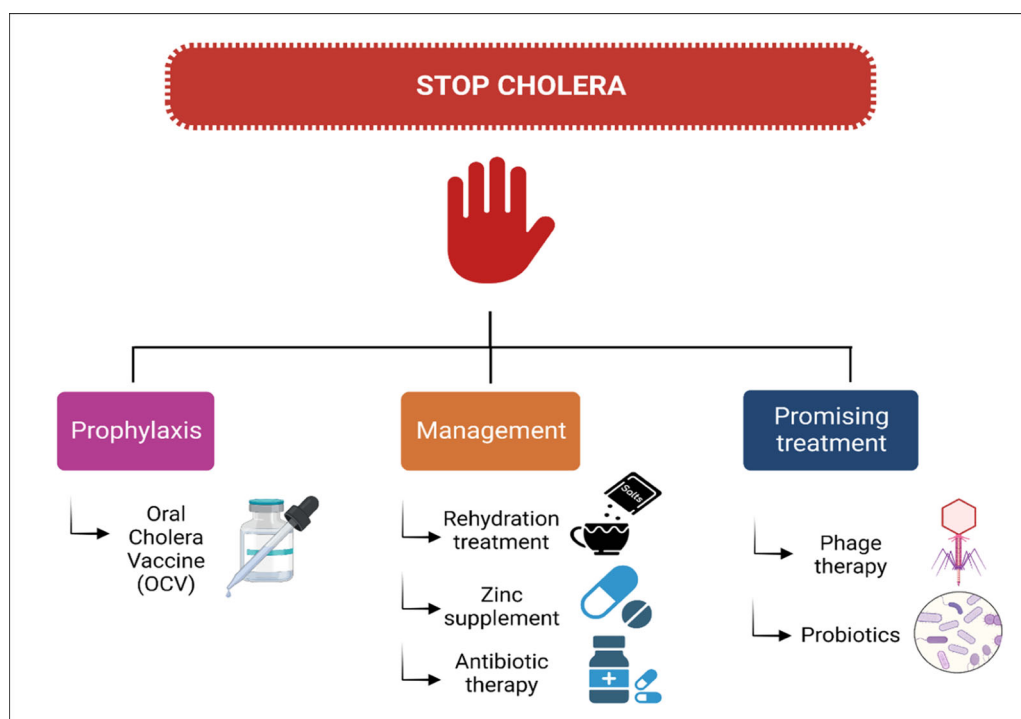 STOP CHOLERA
Prophylaxis
Oral
Cholera
Vaccine
(OCV)
Management
Salts
Rehydration
treatment
Zinc
supplement
Antibiotic
therapy
Promising
treatment
Phage
therapy
Probiotics